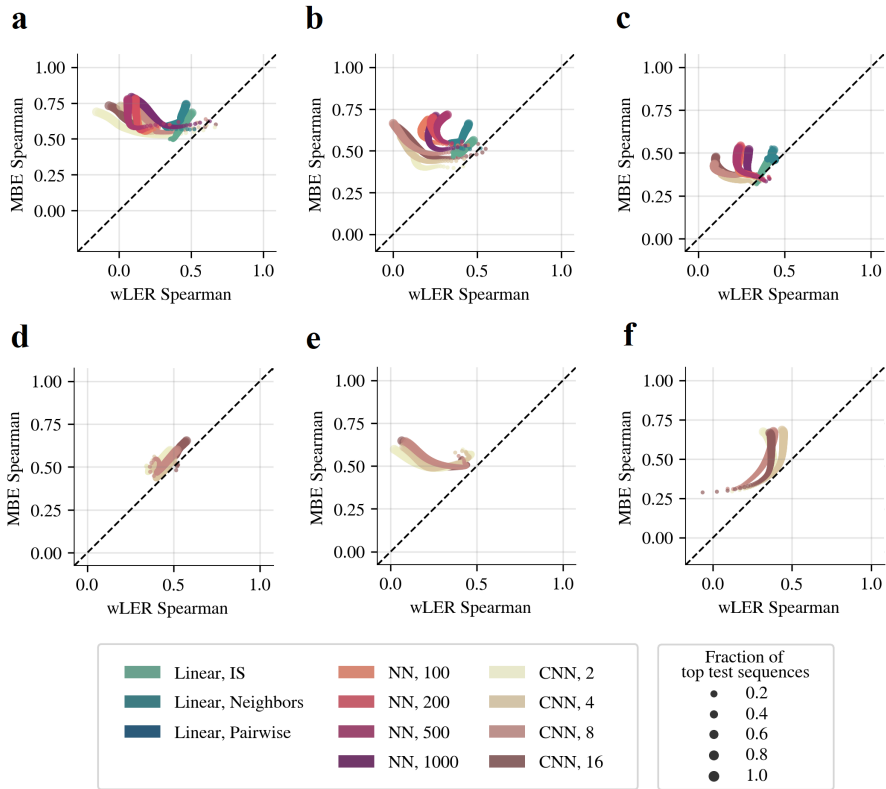 a
b
c
1.00
0.75
0.50
0.25
0.00
MBE Spearman
0.0
0.5
1.0
wLER Spearman
1.00
0.75
0.50
0.25
0.00
MBE Spearman
0.0
0.5
1.0
wLER Spearman
1.00
0.75
0.50
0.25
0.00
MBE Spearman
0.0
0.5
1.0
wLER Spearman
d
e
f
1.00
0.75
0.50
0.25
0.00
MBE Spearman
0.0
0.5
1.0
wLER Spearman
1.00
0.75
0.50
0.25
0.00
MBE Spearman
0.0
0.5
1.0
wLER Spearman
1.00
0.75
0.50
0.25
0.00
MBE Spearman
0.0
0.5
1.0
wLER Spearman
Linear, IS
Linear, Neighbors
Linear, Pairwise
NN, 100
NN, 200
NN, 500
NN, 1000
CNN, 2
CNN, 4
CNN, 8
CNN, 16
Fraction of
top test sequences
0.2
0.4
0.6
0.8
1.0